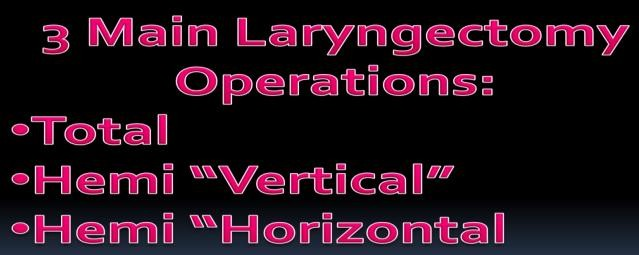 3 Main Laryngectomy
Operations:
•Total
•Hemi “Vertical”
•Hemi “Horizontal